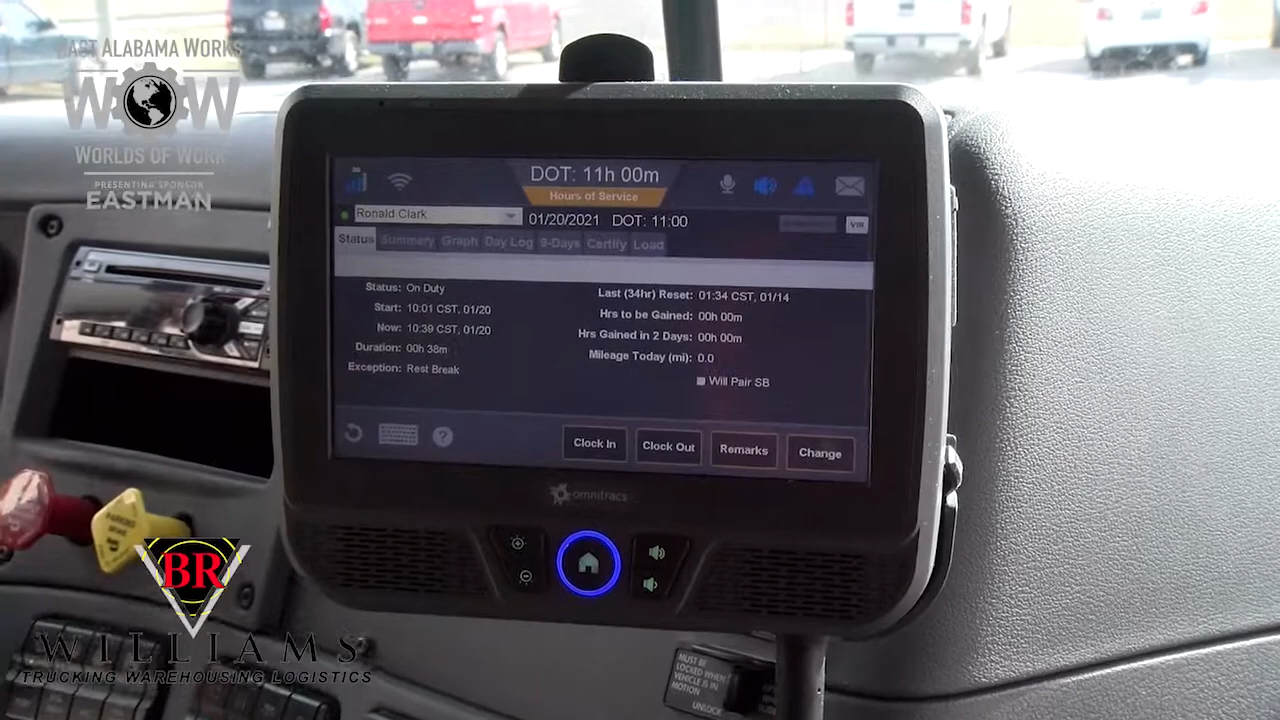 EAST ALABAMA WORKS
WOW
WORLDS OF WORK
PRESENTING SPONSOR
EASTMAN
DOT: 11h 00m
Hours of Service
Ronald Clark
01/20/2021 DOT: 11:00
VIR
Status Summary Graph Day Log 9-Days Certify Load
Status: On Duty
Start: 10:01 CST, 01/20
Now: 10:39 CST, 01/20
Duration: 00h 38m
Exception: Rest Break
Last (34hr) Reset: 01:34 CST, 01/14
Hrs to be Gained: 00h 00m
Hrs Gained in 2 Days: 00h 00m
Mileage Today (mi): 0.0
Will Pair SB
?
Clock In Clock Out Remarks Change
omnitracs
PARKING
BRAKE
BR
WILLIAMS
TRUCKING WAREHOUSING LOGISTICS
MUST BE
LOCKED WHEN
VEHICLE IS IN
MOTION
UNLOCK